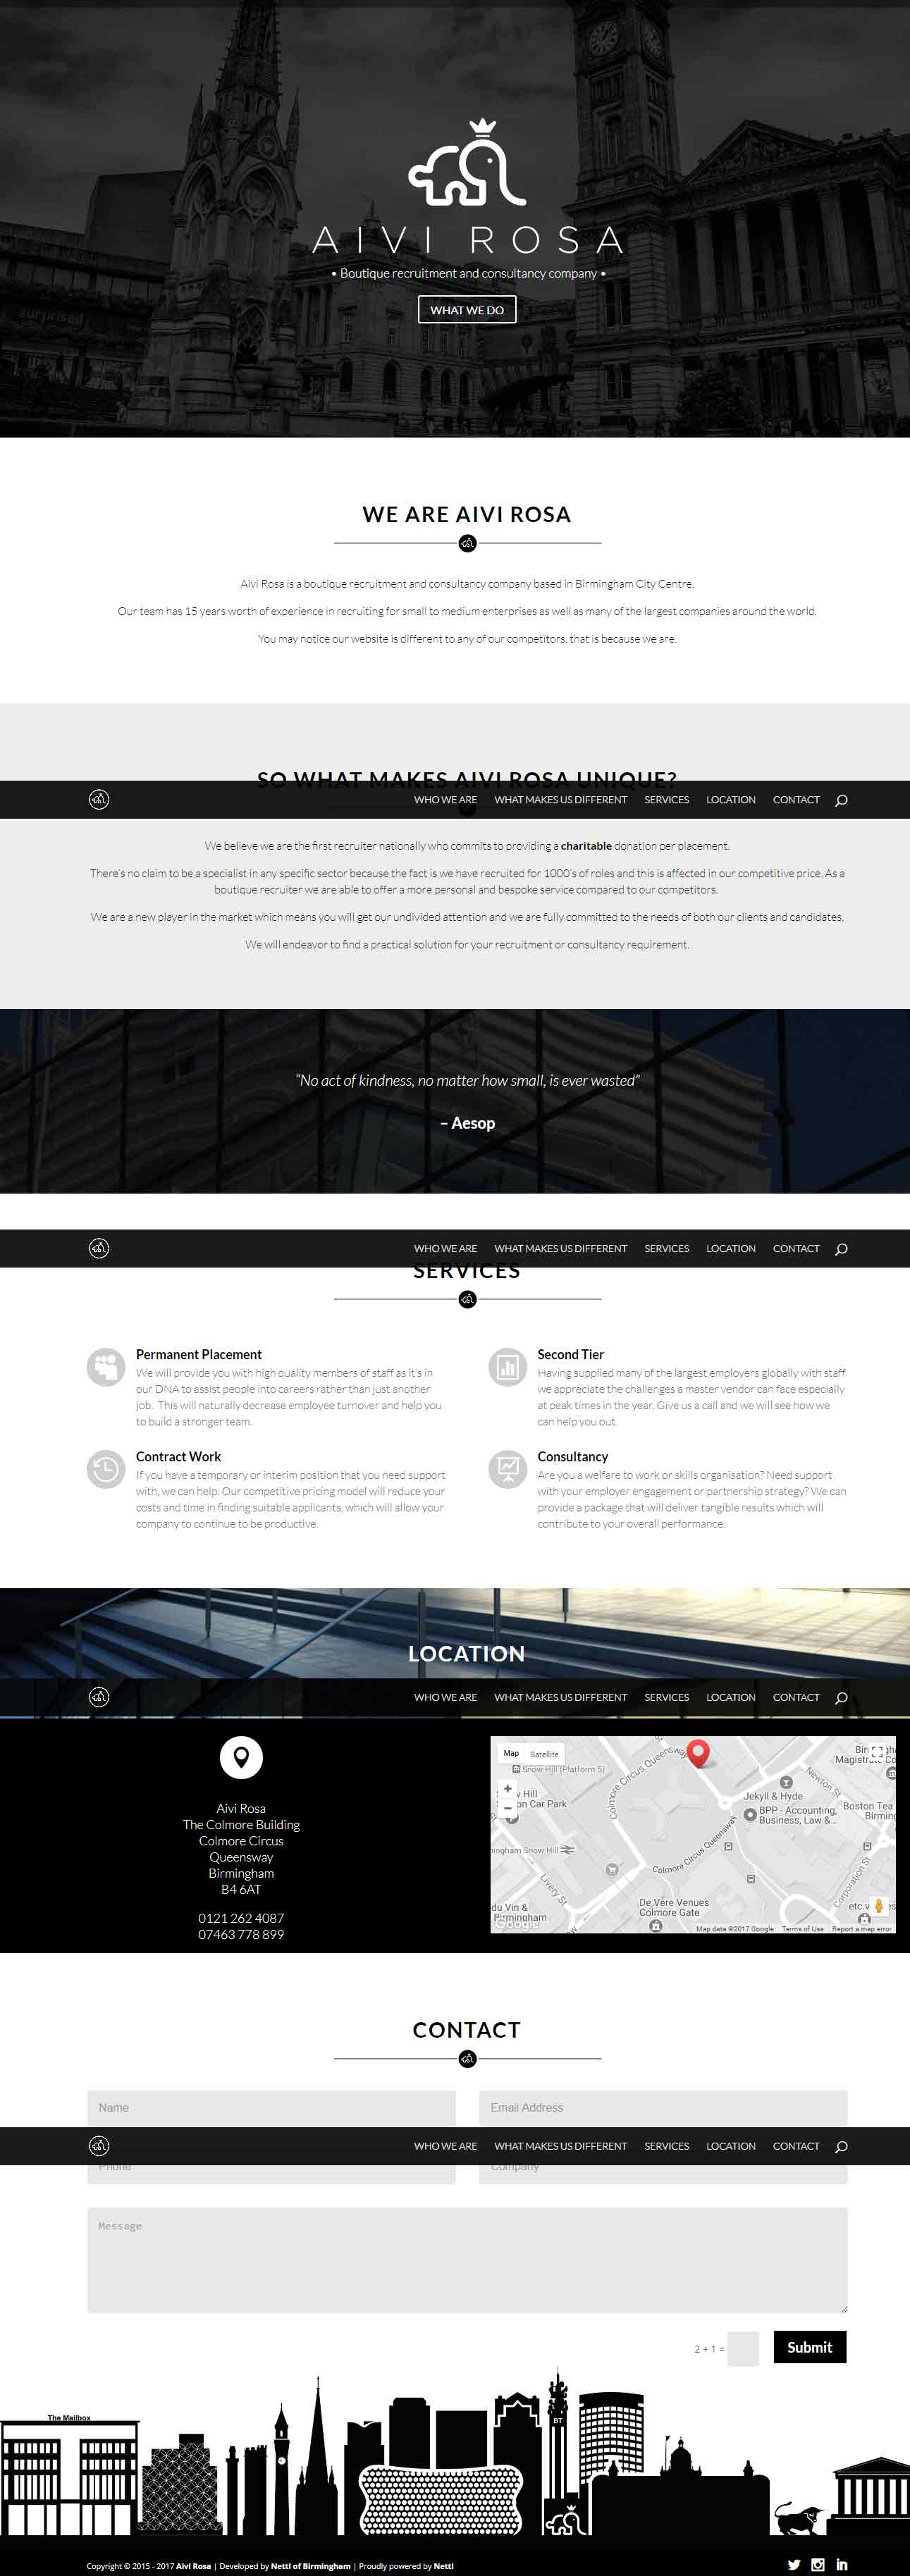 surprised
AIVI ROSA
• Boutique recruitment and consultancy company •
WHAT WE DO
WE ARE AIVI ROSA
Aivi Rosa is a boutique recruitment and consultancy company based in Birmingham City Centre.
Our team has 15 years worth of experience in recruiting for small to medium enterprises as well as many of the largest companies around the world.
You may notice our website is different to any of our competitors, that is because we are.
SO WHAT MAKES AIVI ROSA UNIQUE?
WHO WE ARE WHAT MAKES US DIFFERENT SERVICES LOCATION CONTACT
We believe we are the first recruiter nationally who commits to providing a charitable donation per placement.
There's no claim to be a specialist in any specific sector because the fact is we have recruited for 1000's of roles and this is affected in our competitive price. As a
boutique recruiter we are able to offer a more personal and bespoke service compared to our competitors.
We are a new player in the market which means you will get our undivided attention and we are fully committed to the needs of both our clients and candidates.
We will endeavor to find a practical solution for your recruitment or consultancy requirement.
"No act of kindness, no matter how small, is ever wasted"
– Aesop
WHO WE ARE WHAT MAKES US DIFFERENT SERVICES LOCATION CONTACT
SERVICES
Permanent Placement
We will provide you with high quality members of staff as it's in
our DNA to assist people into careers rather than just another
job. This will naturally decrease employee turnover and help you
to build a stronger team.
Second Tier
Having supplied many of the largest employers globally with staff
we appreciate the challenges a master vendor can face especially
at peak times in the year. Give us a call and we will see how we
can help you out.
Contract Work
If you have a temporary or interim position that you need support
with, we can help. Our competitive pricing model will reduce your
costs and time in finding suitable applicants, which will allow your
company to continue to be productive.
Consultancy
Are you a welfare to work or skills organisation? Need support
with your employer engagement or partnership strategy? We can
provide a package that will deliver tangible results which will
contribute to your overall performance.
LOCATION
WHO WE ARE WHAT MAKES US DIFFERENT SERVICES LOCATION CONTACT
Aivi Rosa
The Colmore Building
Colmore Circus
Queensway
Birmingham
B4 6AT
0121 262 4087
07463 778 899
Map Satellite
Snow Hill (Platform 5)
Hill
on Car Park
+
−
ingham Snow Hill
Livery St
du Vin &
Birmingham
Google
Colmore Circus Queensway
Colmore Circus Queensway
De Vere Venues
Colmore Gate
Jekyll & Hyde
BPP - Accounting,
Business, Law &...
Newton St
Boston Tea
Birming
Corporation St
Magistrate Co
Map data ©2017 Google Terms of Use Report a map error
CONTACT
Name
Email Address
WHO WE ARE WHAT MAKES US DIFFERENT SERVICES LOCATION CONTACT
Phone
Company
Message
2 + 1 =
Submit
The Mailbox
BT
Copyright © 2015 - 2017 Aivi Rosa | Developed by Nettl of Birmingham | Proudly powered by Nettl